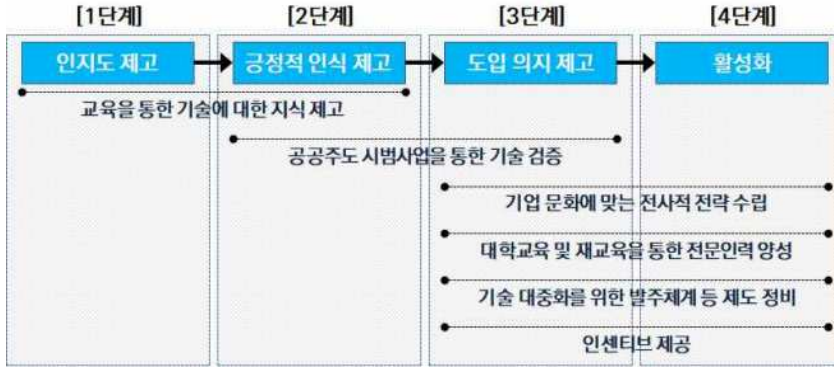 [1단계] [2단계] [3단계] [4단계]
인지도 제고 긍정적 인식 제고 도입 의지 제고 활성화
교육을 통한 기술에 대한 지식 제고
공공주도 시범사업을 통한 기술 검증
기업 문화에 맞는 전사적 전략 수립
대학교육 및 재교육을 통한 전문인력 양성
기술 대중화를 위한 발주체계 등 제도 정비
인센티브 제공